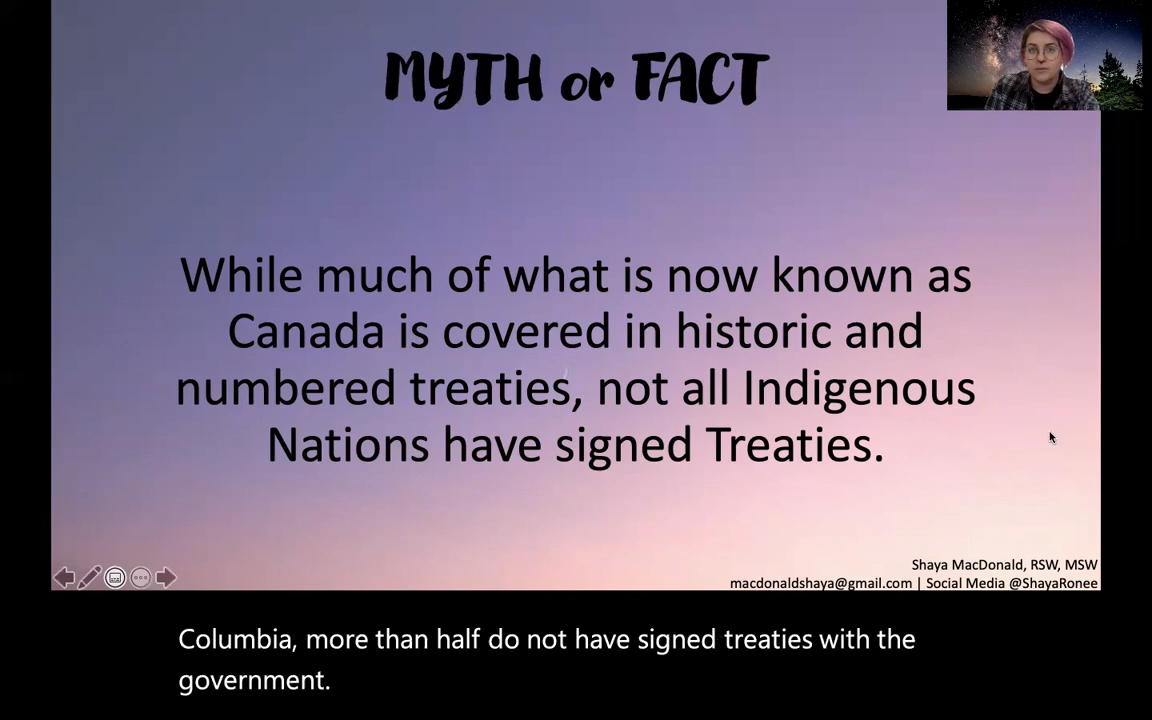 MYTH or FACT
While much of what is now known as
Canada is covered in historic and
numbered treaties, not all Indigenous
Nations have signed Treaties.
Shaya MacDonald, RSW, MSW
macdonaldshaya@gmail.com | Social Media @ShayaRonee
Columbia, more than half do not have signed treaties with the
government.